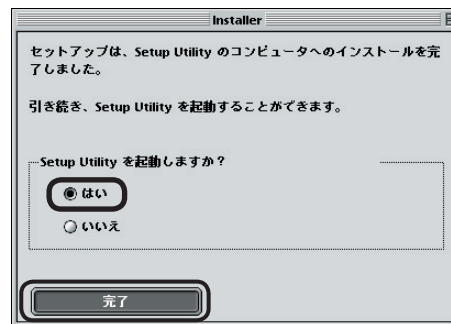 Installer
セットアップは、Setup Utility のコンピュータへのインストールを完
了しました。
引き続き、Setup Utility を起動することができます。
Setup Utility を起動しますか？
はい
いいえ
完了